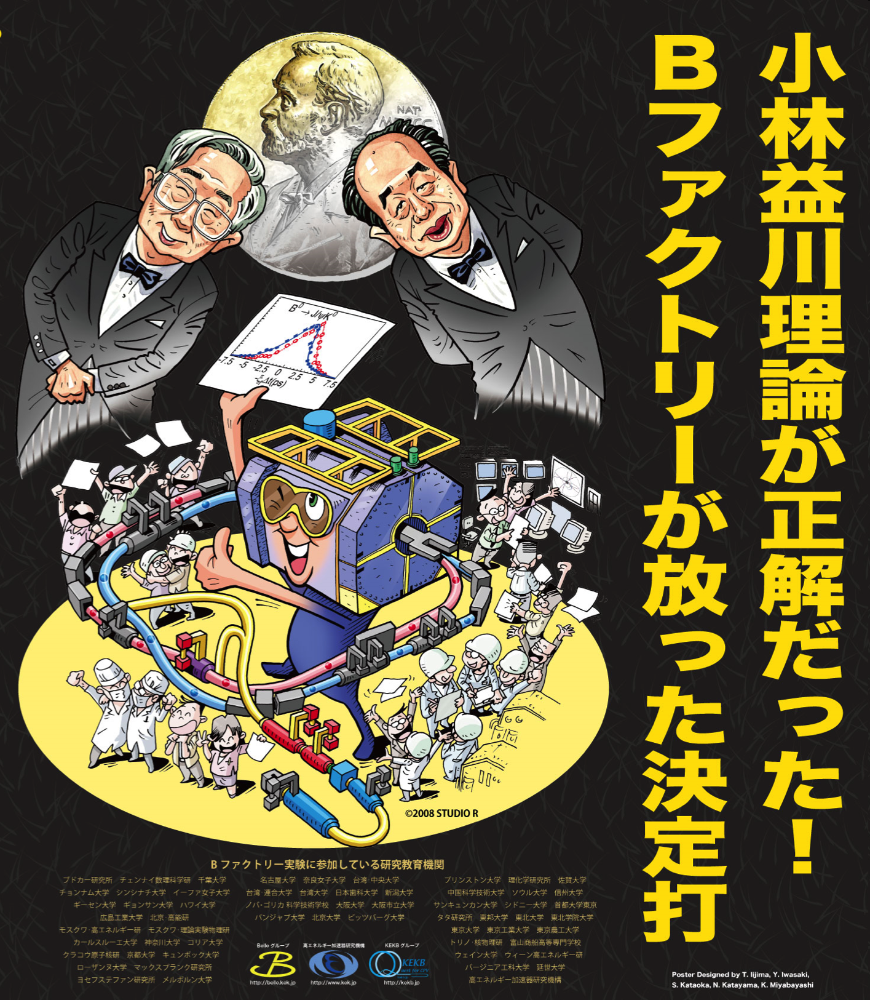 小林益川理論が正解だった！
Bファクトリーが放った決定打
NAT
B⁰→J/ψK⁰
-7.5 -5 -2.5 0 2.5 5 7.5
-ξfΔt(ps)
©2008 STUDIO R
B ファクトリー実験に参加している研究教育機関
ブドカー研究所 チェンナイ数理科学研 千葉大学
チョンナム大学 シンシナチ大学 イーファ女子大学
ギーセン大学 ギョンサン大学 ハワイ大学
広島工業大学 北京･高能研
モスクワ･高エネルギー研 モスクワ･理論実験物理研
カールスルーエ大学 神奈川大学 コリア大学
クラコウ原子核研 京都大学 キュンポック大学
ローザンヌ大学 マックスプランク研究所
ヨセフステファン研究所 メルボルン大学
名古屋大学 奈良女子大学 台湾･中央大学
台湾･連合大学 台湾大学 日本歯科大学 新潟大学
ノバ･ゴリカ 科学技術学校 大阪大学 大阪市立大学
パンジャブ大学 北京大学 ピッツバーグ大学
プリンストン大学 理化学研究所 佐賀大学
中国科学技術大学 ソウル大学 信州大学
サンキュンカン大学 シドニー大学 首都大学東京
タタ研究所 東邦大学 東北大学 東北学院大学
東京大学 東京工業大学 東京農工大学
トリノ･核物理研 富山商船高等専門学校
ウェイン大学 ウィーン高エネルギー研
バージニア工科大学 延世大学
高エネルギー加速器研究機構
Belle グループ
B
http://belle.kek.jp
高エネルギー加速器研究機構
http://www.kek.jp
KEKB グループ
KEKB
Quest for CPV
http://kekb.jp
Poster Designed by T. Iijima, Y. Iwasaki,
S. Kataoka, N. Katayama, K. Miyabayashi